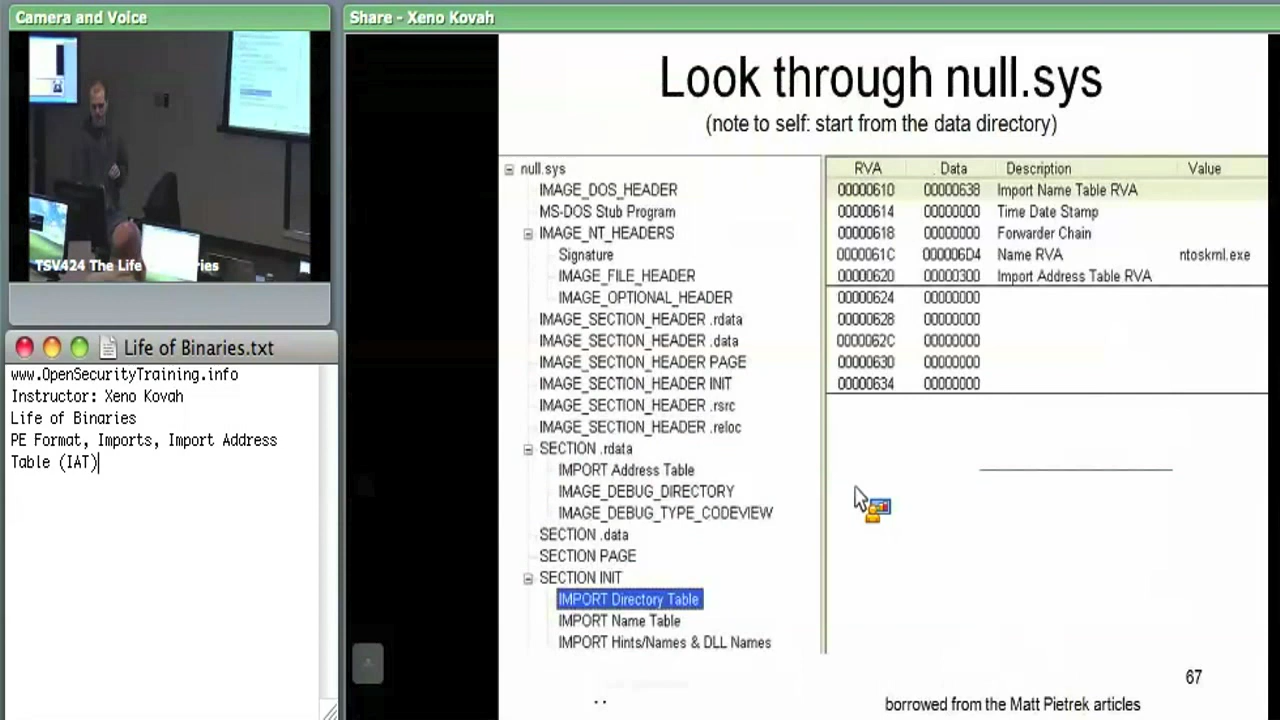 Camera and Voice
TSV424 The Life
Life of Binaries.txt
www.OpenSecurityTraining.info
Instructor: Xeno Kovah
Life of Binaries
PE Format, Imports, Import Address
Table (IAT)
Share - Xeno Kovah
Look through null.sys
(note to self: start from the data directory)
null.sys
IMAGE_DOS_HEADER
MS-DOS Stub Program
IMAGE_NT_HEADERS
Signature
IMAGE_FILE_HEADER
IMAGE_OPTIONAL_HEADER
IMAGE_SECTION_HEADER .rdata
IMAGE_SECTION_HEADER .data
IMAGE_SECTION_HEADER PAGE
IMAGE_SECTION_HEADER INIT
IMAGE_SECTION_HEADER .rsrc
IMAGE_SECTION_HEADER .reloc
SECTION .rdata
IMPORT Address Table
IMAGE_DEBUG_DIRECTORY
IMAGE_DEBUG_TYPE_CODEVIEW
SECTION .data
SECTION PAGE
SECTION INIT
IMPORT Directory Table
IMPORT Name Table
IMPORT Hints/Names & DLL Names
RVA Data Description Value
00000610 00000638 Import Name Table RVA
00000614 00000000 Time Date Stamp
00000618 00000000 Forwarder Chain
0000061C 000006D4 Name RVA ntoskrnl.exe
00000620 00000300 Import Address Table RVA
00000624 00000000
00000628 00000000
0000062C 00000000
00000630 00000000
00000634 00000000
67
borrowed from the Matt Pietrek articles